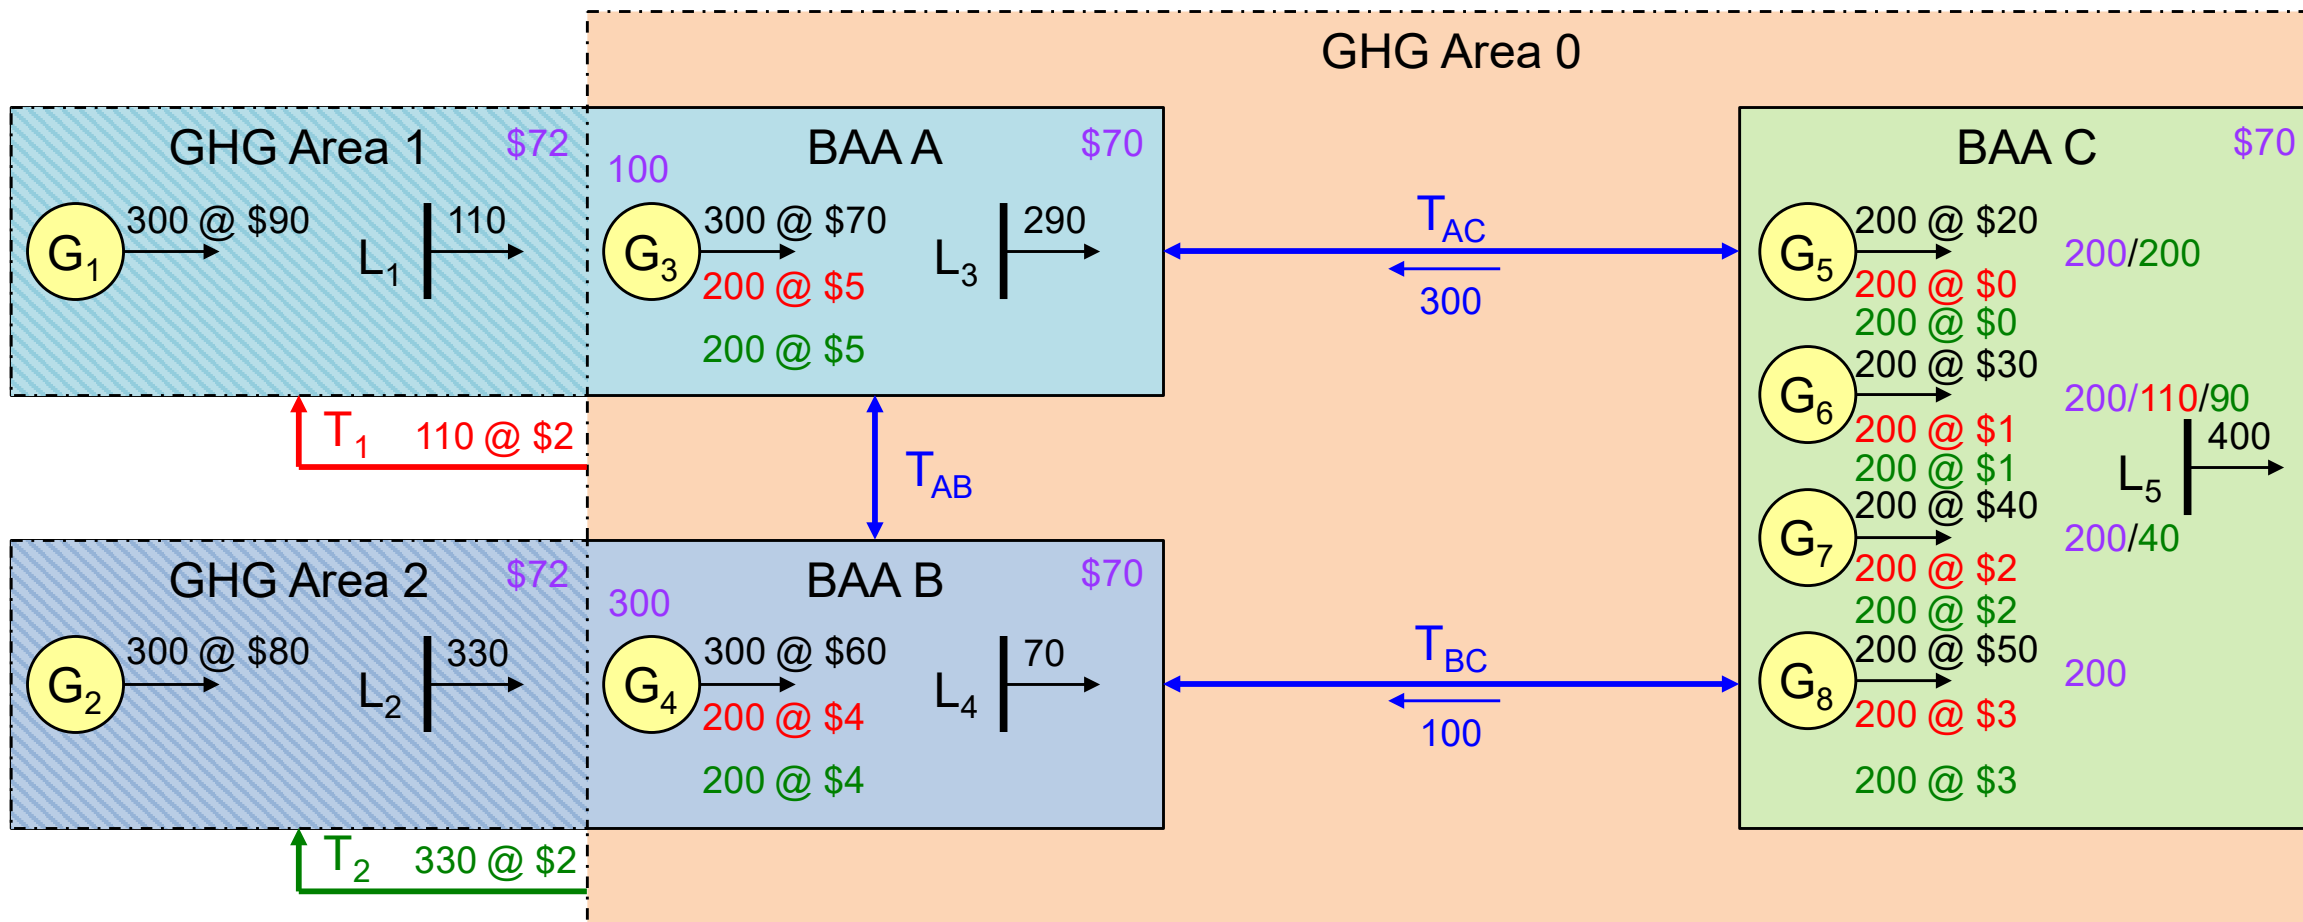 GHG Area 0
GHG Area 1
$72
G1
300 @ $90
L1
110
T1
110 @ $2
BAA A
$70
100
G3
300 @ $70
200 @ $5
200 @ $5
L3
290
TAC
300
TAB
BAA C
$70
G5
200 @ $20
200 @ $0
200 @ $0
200/200
G6
200 @ $30
200 @ $1
200 @ $1
200/110/90
L5
400
G7
200 @ $40
200 @ $2
200 @ $2
200/40
G8
200 @ $50
200 @ $3
200 @ $3
200
GHG Area 2
$72
G2
300 @ $80
L2
330
T2
330 @ $2
BAA B
$70
300
G4
300 @ $60
200 @ $4
200 @ $4
L4
70
TBC
100